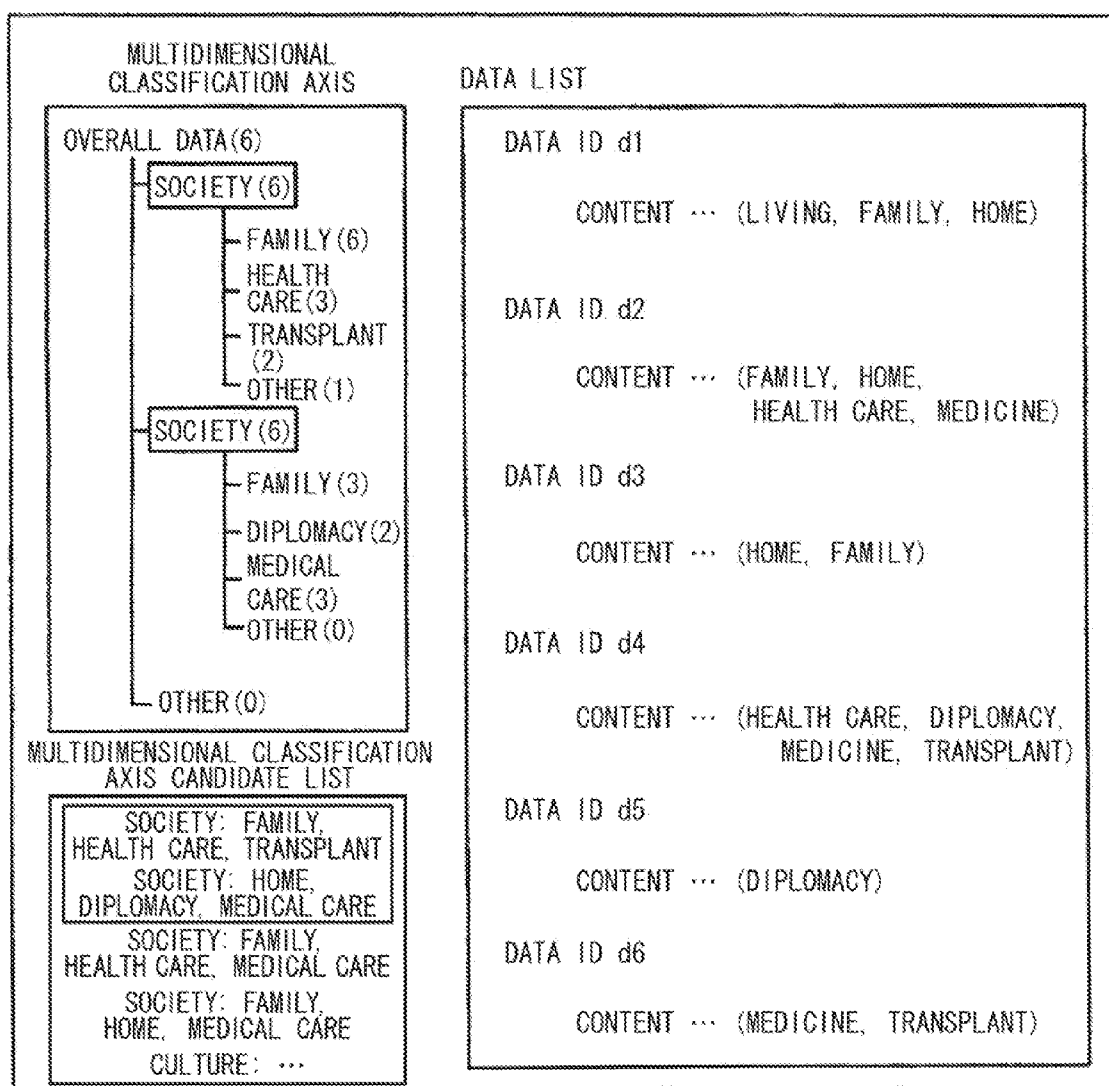 MULTIDIMENSIONAL
CLASSIFICATION AXIS
OVERALL DATA(6)
SOCIETY(6)
FAMILY(6)
HEALTH
CARE(3)
TRANSPLANT
(2)
OTHER(1)
SOCIETY(6)
FAMILY(3)
DIPLOMACY(2)
MEDICAL
CARE(3)
OTHER(0)
OTHER(0)
MULTIDIMENSIONAL CLASSIFICATION
AXIS CANDIDATE LIST
SOCIETY: FAMILY,
HEALTH CARE, TRANSPLANT
SOCIETY: HOME,
DIPLOMACY, MEDICAL CARE
SOCIETY: FAMILY,
HEALTH CARE, MEDICAL CARE
SOCIETY: FAMILY,
HOME, MEDICAL CARE
CULTURE: ···
DATA LIST
DATA ID d1
CONTENT ··· (LIVING, FAMILY, HOME)
DATA ID d2
CONTENT ··· (FAMILY, HOME,
HEALTH CARE, MEDICINE)
DATA ID d3
CONTENT ··· (HOME, FAMILY)
DATA ID d4
CONTENT ··· (HEALTH CARE, DIPLOMACY,
MEDICINE, TRANSPLANT)
DATA ID d5
CONTENT ··· (DIPLOMACY)
DATA ID d6
CONTENT ··· (MEDICINE, TRANSPLANT)